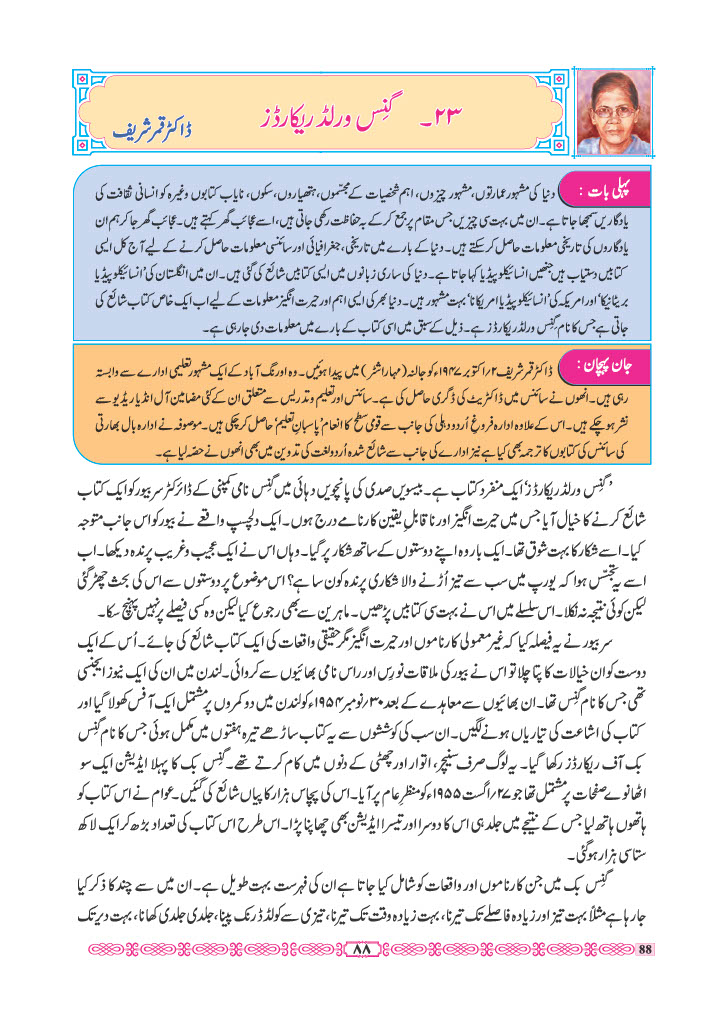 ۲۳۔ گِنِس ورلڈ ریکارڈز
ڈاکٹر قمر شریف
پہلی بات : دنیا کی مشہور عمارتوں، مشہور چیزوں، اہم شخصیات کے مجسّموں، ہتھیاروں، سکّوں، نایاب کتابوں وغیرہ کو انسانی ثقافت کی
یادگاریں سمجھا جاتا ہے۔ ان میں بہت سی چیزیں جس مقام پر جمع کر کے بہ حفاظت رکھی جاتی ہیں، اسے عجائب گھر کہتے ہیں۔ عجائب گھر جا کر ہم ان
یادگاروں کی تاریخی معلومات حاصل کر سکتے ہیں۔ دنیا کے بارے میں تاریخی، جغرافیائی اور سائنسی معلومات حاصل کرنے کے لیے آج کل ایسی
کتابیں دستیاب ہیں جنھیں انسائیکلوپیڈیا کہا جاتا ہے۔ دنیا کی ساری زبانوں میں ایسی کتابیں شائع کی گئی ہیں۔ ان میں انگلستان کی ’انسائیکلوپیڈیا
بریٹانیکا‘ اور امریکہ کی ’انسائیکلوپیڈیا امریکانا‘ بہت مشہور ہیں۔ دنیا بھر کی ایسی اہم اور حیرت انگیز معلومات کے لیے اب ایک خاص کتاب شائع کی
جاتی ہے جس کا نام گِنِس ورلڈ ریکارڈز ہے۔ ذیل کے سبق میں اسی کتاب کے بارے میں معلومات دی جا رہی ہے۔
جان پہچان : ڈاکٹر قمر شریف ۲؍ اکتوبر ۱۹۴۷ء کو جالنہ (مہاراشٹر) میں پیدا ہوئیں۔ وہ اورنگ آباد کے ایک مشہور تعلیمی ادارے سے وابستہ
رہی ہیں۔ انھوں نے سائنس میں ڈاکٹریٹ کی ڈگری حاصل کی ہے۔ سائنس اور تعلیم و تدریس سے متعلق ان کے کئی مضامین آل انڈیا ریڈیو سے
نشر ہو چکے ہیں۔ اس کے علاوہ ادارہ فروغِ اُردو دہلی کی جانب سے قومی سطح کا انعام ’پاسبانِ تعلیم‘ حاصل کر چکی ہیں۔ موصوفہ نے ادارہ بال بھارتی
کی سائنس کی کتابوں کا ترجمہ بھی کیا ہے نیز ادارے کی جانب سے شائع شدہ اُردو لغت کی تدوین میں بھی انھوں نے حصّہ لیا ہے۔
’گِنِس ورلڈ ریکارڈز‘ ایک منفرد کتاب ہے۔ بیسویں صدی کی پانچویں دہائی میں گِنِس نامی کمپنی کے ڈائرکٹر سر بیور کو ایک کتاب
شائع کرنے کا خیال آیا جس میں حیرت انگیز اور ناقابلِ یقین کارنامے درج ہوں۔ ایک دلچسپ واقعے نے بیور کو اس جانب متوجہ
کیا۔ اسے شکار کا بہت شوق تھا۔ ایک بار وہ اپنے دوستوں کے ساتھ شکار پر گیا۔ وہاں اس نے ایک عجیب و غریب پرندہ دیکھا۔ اب
اسے یہ تجسّس ہوا کہ یورپ میں سب سے تیز اُڑنے والا شکاری پرندہ کون سا ہے؟ اس موضوع پر دوستوں سے اس کی بحث چھڑ گئی
لیکن کوئی نتیجہ نہ نکلا۔ اس سلسلے میں اس نے بہت سی کتابیں پڑھیں۔ ماہرین سے بھی رجوع کیا لیکن وہ کسی فیصلے پر نہیں پہنچ سکا۔
سر بیور نے یہ فیصلہ کیا کہ غیر معمولی کارناموں اور حیرت انگیز مگر حقیقی واقعات کی ایک کتاب شائع کی جائے۔ اُس کے ایک
دوست کو ان خیالات کا پتا چلا تو اس نے بیور کی ملاقات نورِس اور راس نامی بھائیوں سے کروائی۔ لندن میں ان کی ایک نیوز ایجنسی
تھی جس کا نام گِنِس تھا۔ ان بھائیوں سے معاہدے کے بعد ۳۰؍ نومبر ۱۹۵۴ء کو لندن میں دو کمروں پر مشتمل ایک آفس کھولا گیا اور
کتاب کی اشاعت کی تیاریاں ہونے لگیں۔ ان سب کی کوششوں سے یہ کتاب ساڑھے تیرہ ہفتوں میں مکمل ہوئی جس کا نام گِنِس
بک آف ریکارڈز رکھا گیا۔ یہ لوگ صرف سنیچر، اتوار اور چھٹی کے دنوں میں کام کرتے تھے۔ گِنِس بک کا پہلا ایڈیشن ایک سو
اٹھانوے صفحات پر مشتمل تھا جو ۲۷؍ اگست ۱۹۵۵ء کو منظرِ عام پر آیا۔ اس کی پچاس ہزار کاپیاں شائع کی گئیں۔ عوام نے اس کتاب کو
ہاتھوں ہاتھ لیا جس کے نتیجے میں جلد ہی اس کا دوسرا اور تیسرا ایڈیشن بھی چھاپنا پڑا۔ اس طرح اس کتاب کی تعداد بڑھ کر ایک لاکھ
ستاسی ہزار ہو گئی۔
گِنِس بک میں جن کارناموں اور واقعات کو شامل کیا جاتا ہے ان کی فہرست بہت طویل ہے۔ ان میں سے چند کا ذکر کیا
جا رہا ہے مثلاً بہت تیز اور زیادہ فاصلے تک تیرنا، بہت زیادہ وقت تک تیرنا، تیزی سے کولڈ ڈرنک پینا، جلدی جلدی کھانا، بہت دیر تک
۸۸
88